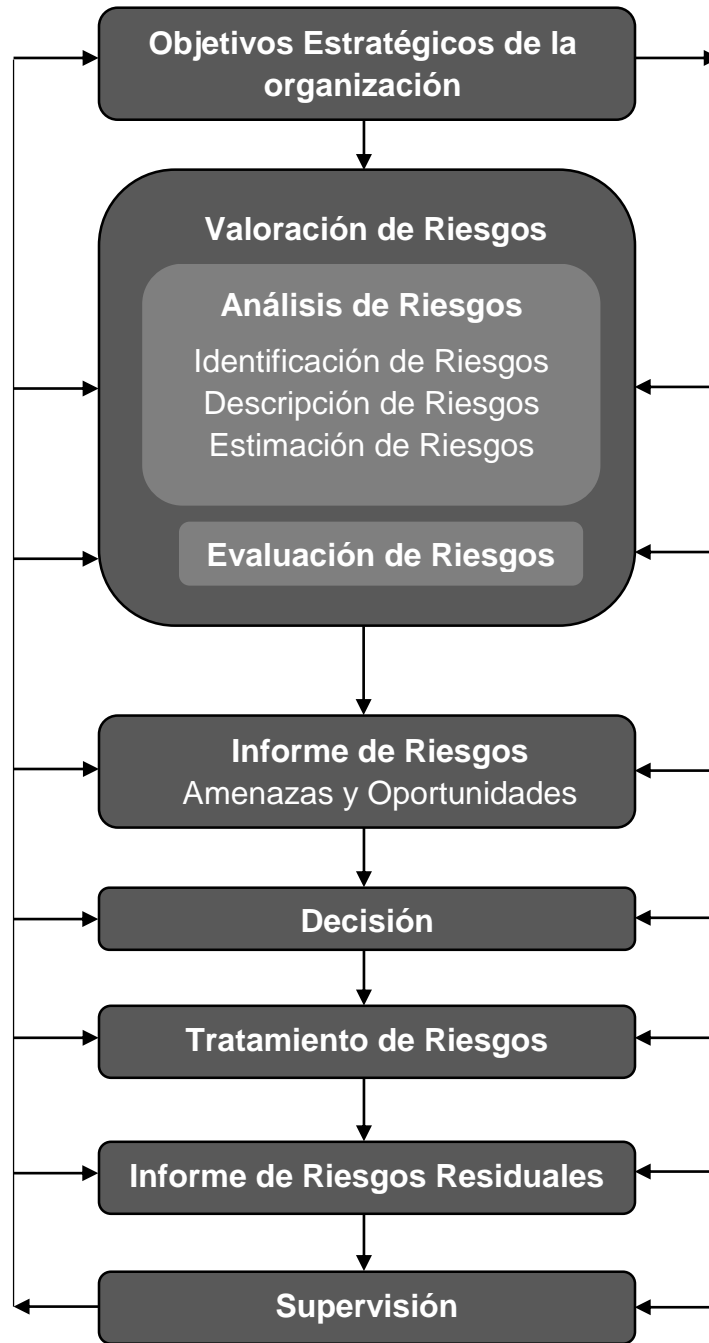 Objetivos Estratégicos de la
organización
Valoración de Riesgos
Análisis de Riesgos
Identificación de Riesgos
Descripción de Riesgos
Estimación de Riesgos
Evaluación de Riesgos
Informe de Riesgos
Amenazas y Oportunidades
Decisión
Tratamiento de Riesgos
Informe de Riesgos Residuales
Supervisión